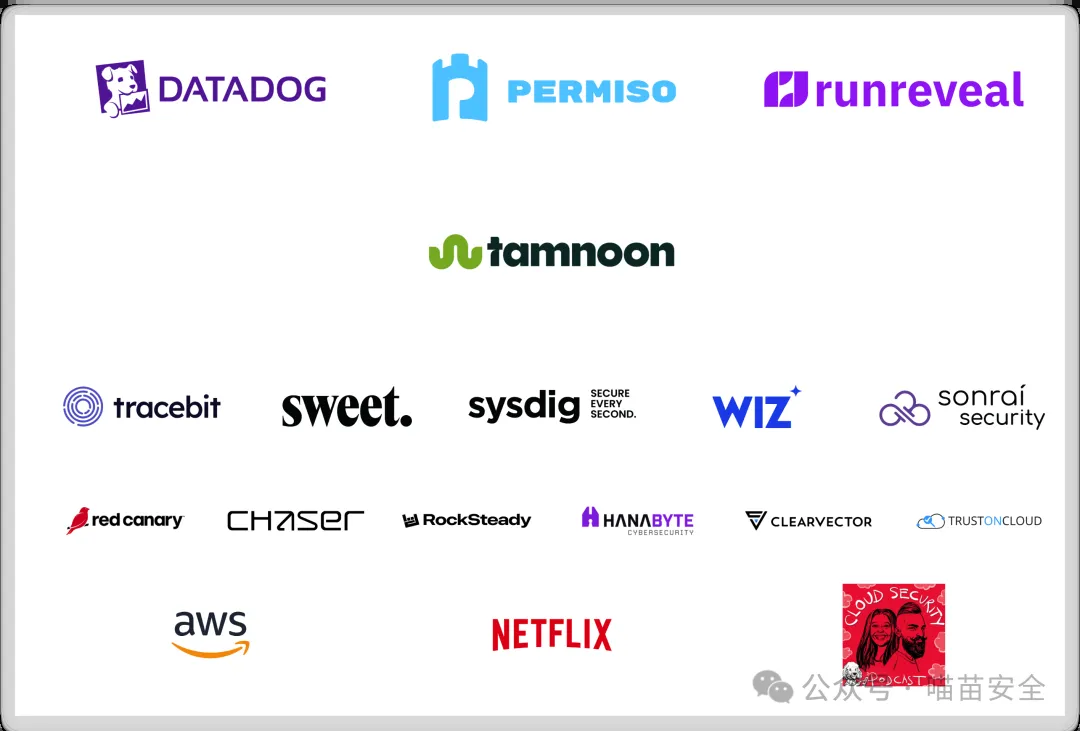 DATADOG
PERMISO
runreveal
tamnoon
tracebit
sweet.
sysdig
SECURE
EVERY
SECOND.
WIZ
sonraí
security
red canary
CHASER
RockSteady
HANABYTE
CYBERSECURITY
CLEARVECTOR
TRUSTONCLOUD
aws
NETFLIX
CLOUD SECURITY
PODCAST
公众号 · 喵苗安全